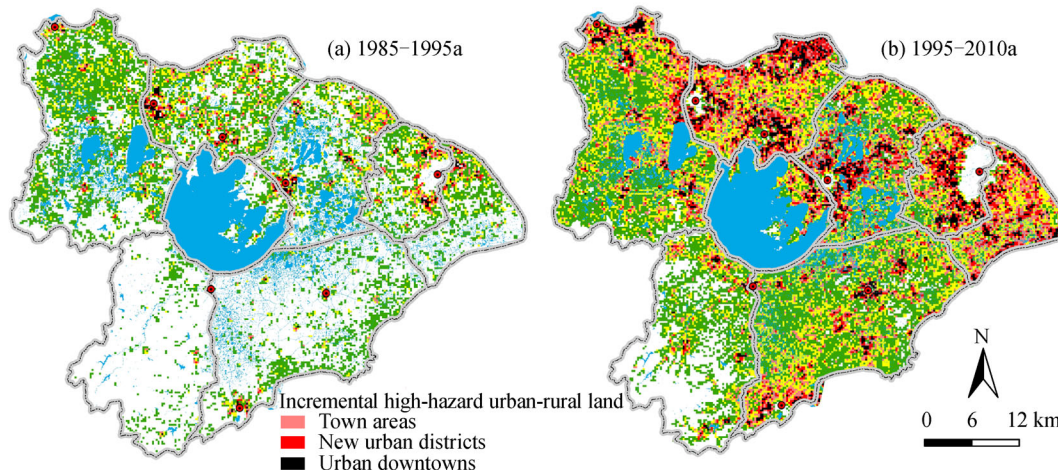 (a) 1985−1995a
(b) 1995−2010a
Incremental high-hazard urban-rural land
Town areas
New urban districts
Urban downtowns
N
0 6 12 km